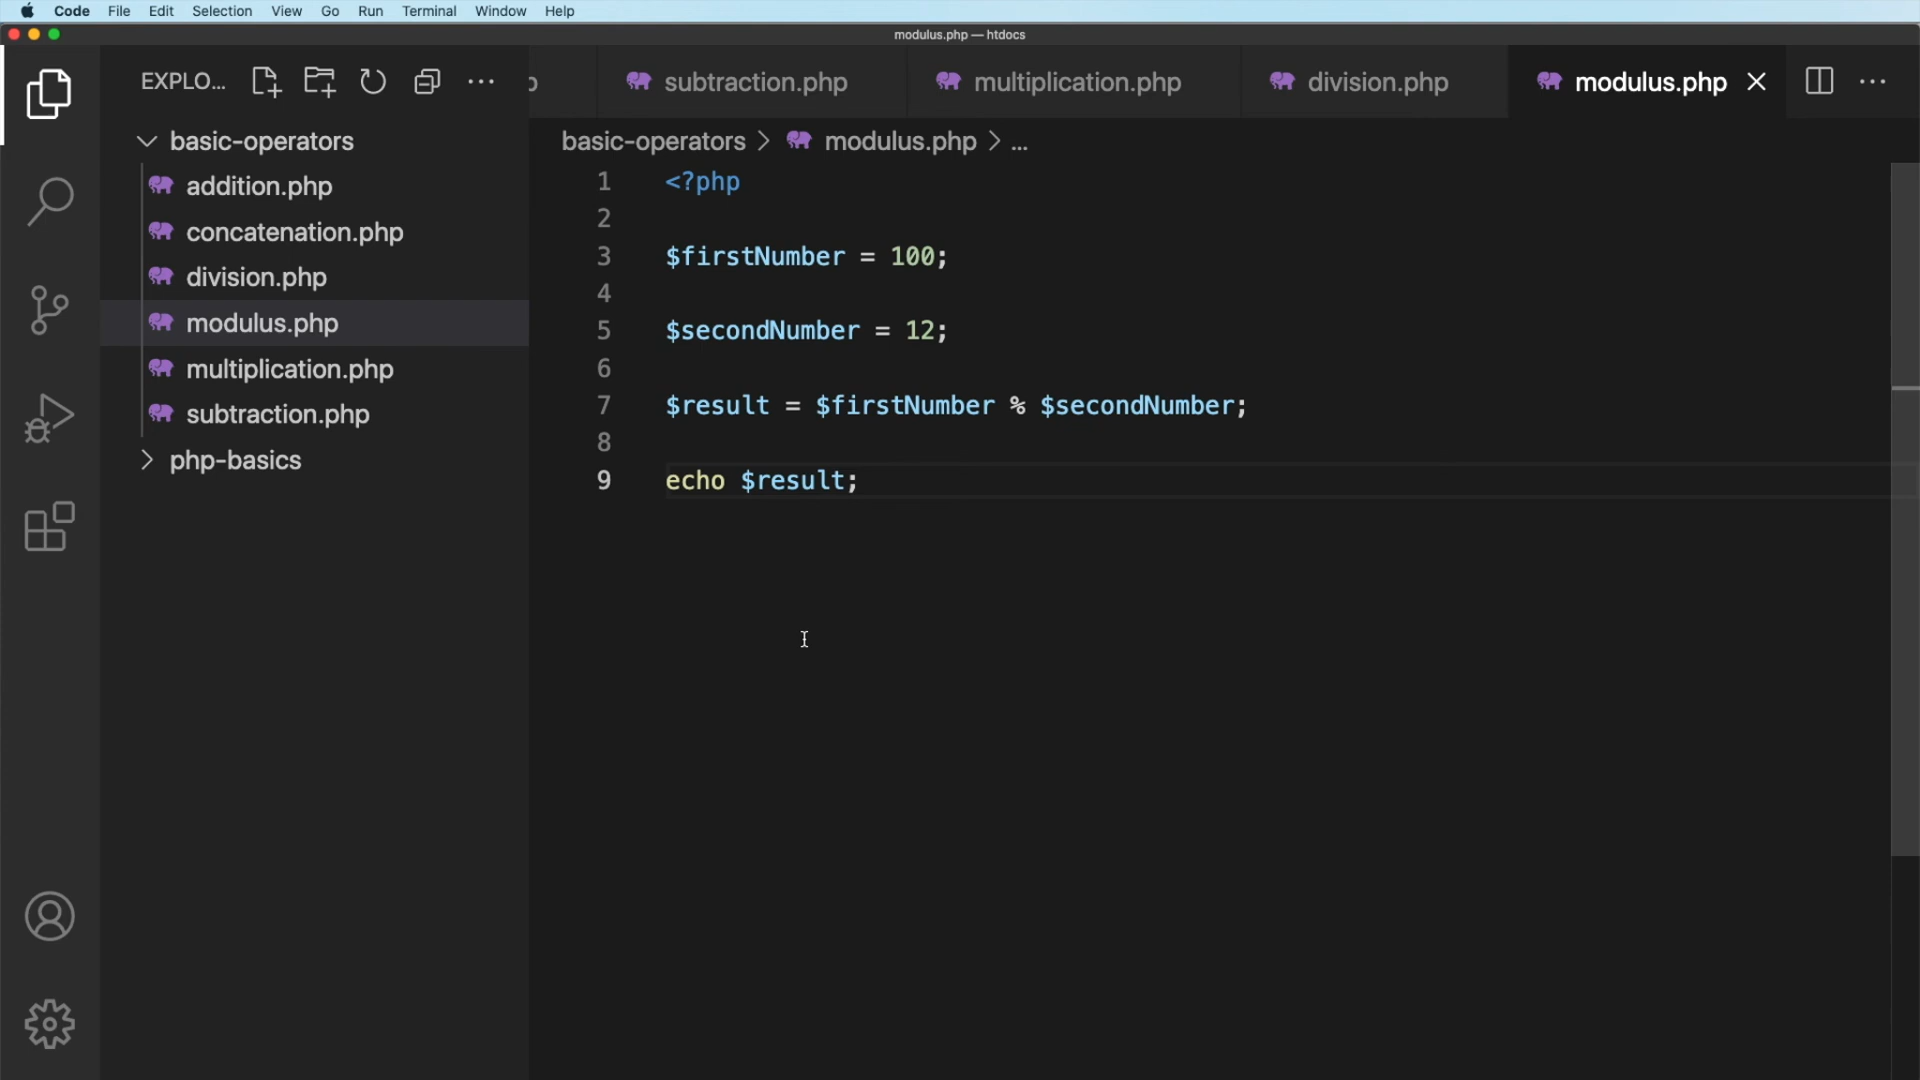 Code File Edit Selection View Go Run Terminal Window Help
modulus.php — htdocs
EXPLO...
subtraction.php multiplication.php division.php modulus.php
basic-operators > modulus.php > ...
basic-operators
addition.php
concatenation.php
division.php
modulus.php
multiplication.php
subtraction.php
php-basics
1 <?php
2
3 $firstNumber = 100;
4
5 $secondNumber = 12;
6
7 $result = $firstNumber % $secondNumber;
8
9 echo $result;